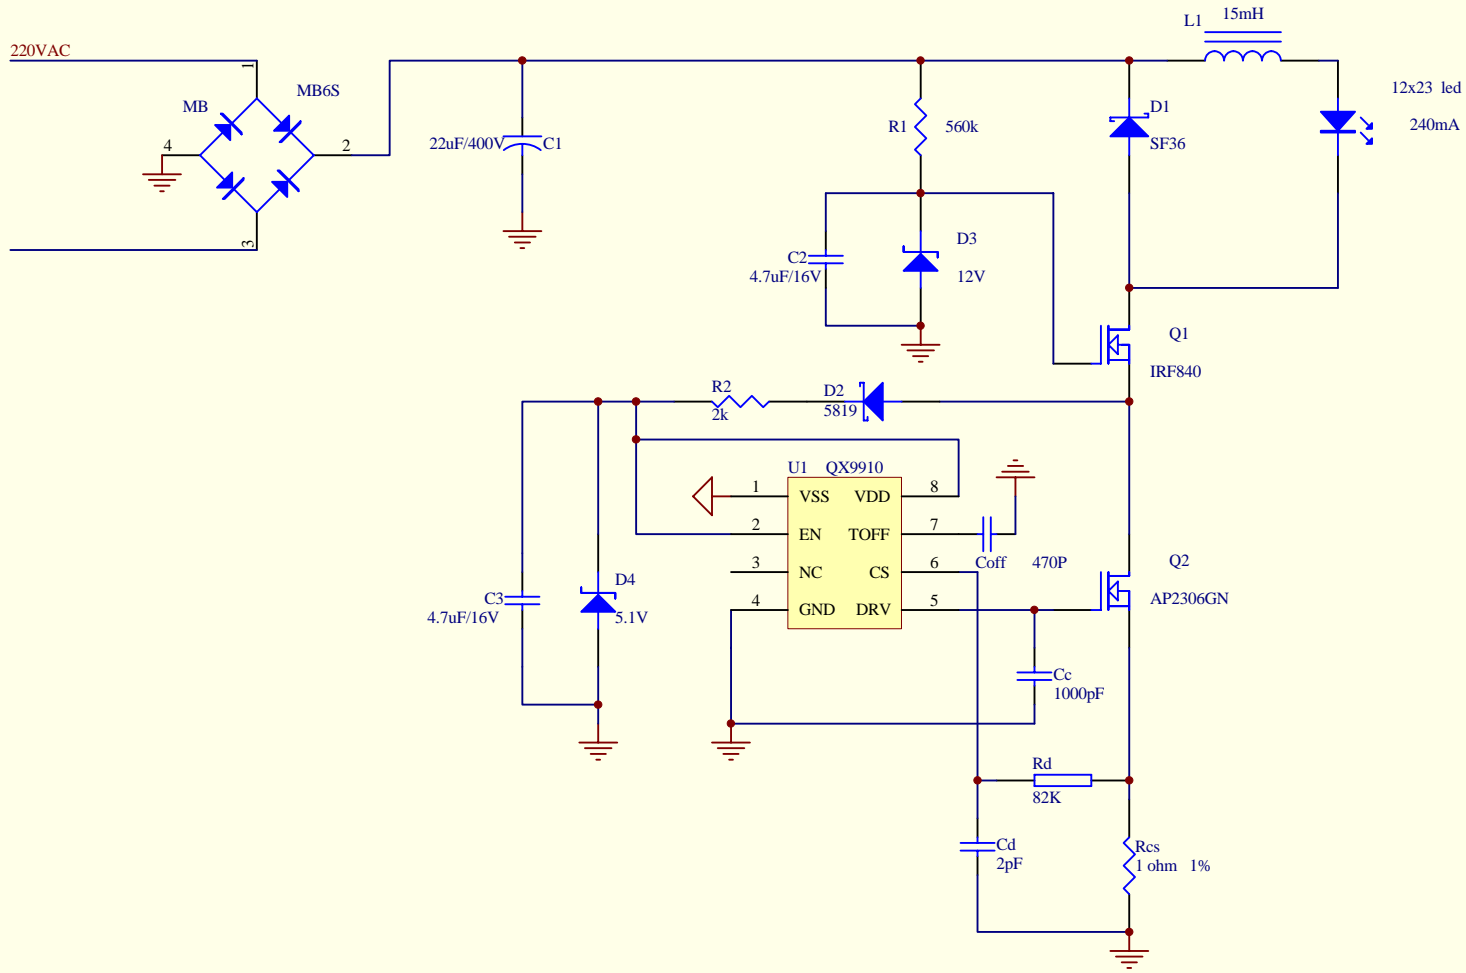 L1 15mH
220VAC
1
MB6S
MB
12x23 led
D1
240mA
R1 560k
22uF/400V C1
SF36
4
2
3
D3
C2
4.7uF/16V
12V
Q1
IRF840
R2
D2
2k
5819
U1 QX9910
1 VSS VDD 8
2 EN TOFF 7
3 NC CS 6
4 GND DRV 5
Coff 470P
Q2
AP2306GN
D4
C3
4.7uF/16V
5.1V
Cc
1000pF
Rd
82K
Cd
2pF
Rcs
1 ohm 1%